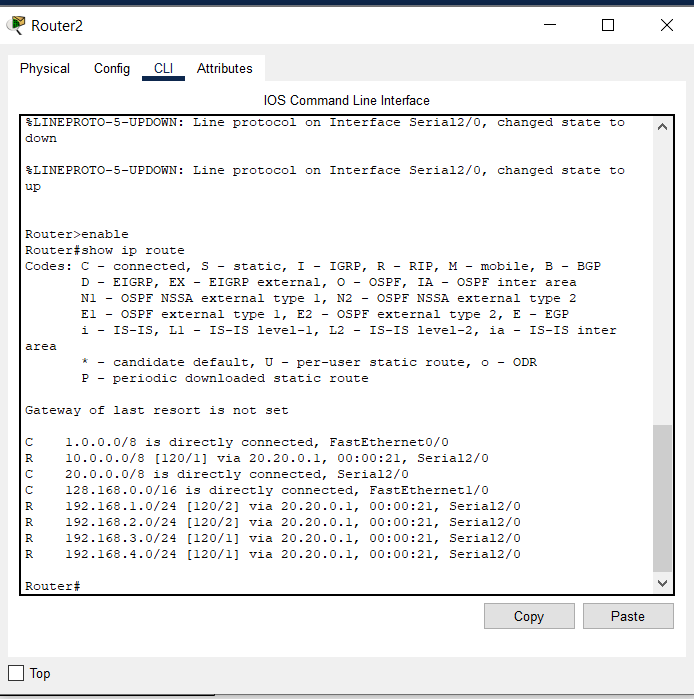 Router2
Physical Config CLI Attributes
IOS Command Line Interface
%LINEPROTO-5-UPDOWN: Line protocol on Interface Serial2/0, changed state to
down
%LINEPROTO-5-UPDOWN: Line protocol on Interface Serial2/0, changed state to
up
Router>enable
Router#show ip route
Codes: C - connected, S - static, I - IGRP, R - RIP, M - mobile, B - BGP
D - EIGRP, EX - EIGRP external, O - OSPF, IA - OSPF inter area
N1 - OSPF NSSA external type 1, N2 - OSPF NSSA external type 2
E1 - OSPF external type 1, E2 - OSPF external type 2, E - EGP
i - IS-IS, L1 - IS-IS level-1, L2 - IS-IS level-2, ia - IS-IS inter
area
* - candidate default, U - per-user static route, o - ODR
P - periodic downloaded static route
Gateway of last resort is not set
C 1.0.0.0/8 is directly connected, FastEthernet0/0
R 10.0.0.0/8 [120/1] via 20.20.0.1, 00:00:21, Serial2/0
C 20.0.0.0/8 is directly connected, Serial2/0
C 128.168.0.0/16 is directly connected, FastEthernet1/0
R 192.168.1.0/24 [120/2] via 20.20.0.1, 00:00:21, Serial2/0
R 192.168.2.0/24 [120/2] via 20.20.0.1, 00:00:21, Serial2/0
R 192.168.3.0/24 [120/1] via 20.20.0.1, 00:00:21, Serial2/0
R 192.168.4.0/24 [120/1] via 20.20.0.1, 00:00:21, Serial2/0
Router#
Copy Paste
Top